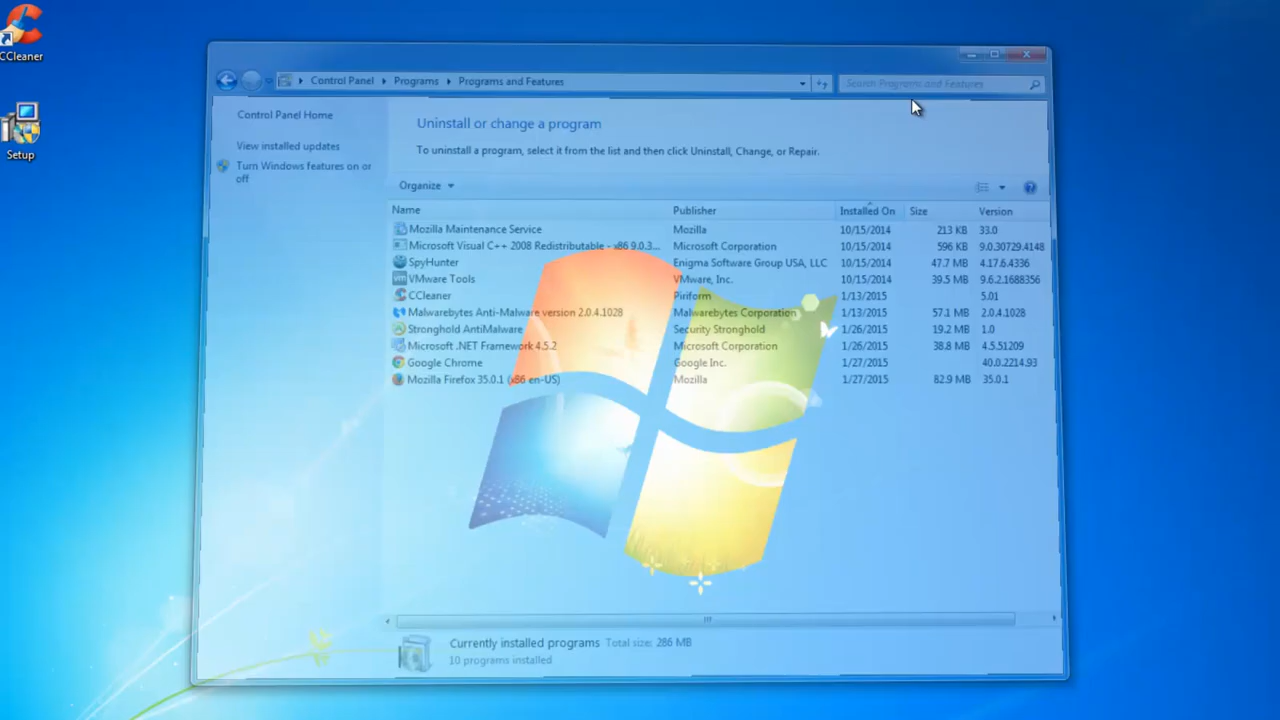 CCleaner
Setup
Control Panel Programs Programs and Features
Search Programs and Features
Control Panel Home
View installed updates
Turn Windows features on or
off
Uninstall or change a program
To uninstall a program, select it from the list and then click Uninstall, Change, or Repair.
Organize
Name Publisher Installed On Size Version
Mozilla Maintenance Service Mozilla 10/15/2014 213 KB 33.0
Microsoft Visual C++ 2008 Redistributable - x86 9.0.3... Microsoft Corporation 10/15/2014 596 KB 9.0.30729.4148
SpyHunter Enigma Software Group USA, LLC 10/15/2014 47.7 MB 4.17.6.4336
VMware Tools VMware, Inc. 10/15/2014 39.5 MB 9.6.2.1688356
CCleaner Piriform 1/13/2015 5.01
Malwarebytes Anti-Malware version 2.0.4.1028 Malwarebytes Corporation 1/13/2015 57.1 MB 2.0.4.1028
Stronghold AntiMalware Security Stronghold 1/26/2015 19.2 MB 1.0
Microsoft .NET Framework 4.5.2 Microsoft Corporation 1/26/2015 38.8 MB 4.5.51209
Google Chrome Google Inc. 1/27/2015 40.0.2214.93
Mozilla Firefox 35.0.1 (x86 en-US) Mozilla 1/27/2015 82.9 MB 35.0.1
Currently installed programs Total size: 286 MB
10 programs installed